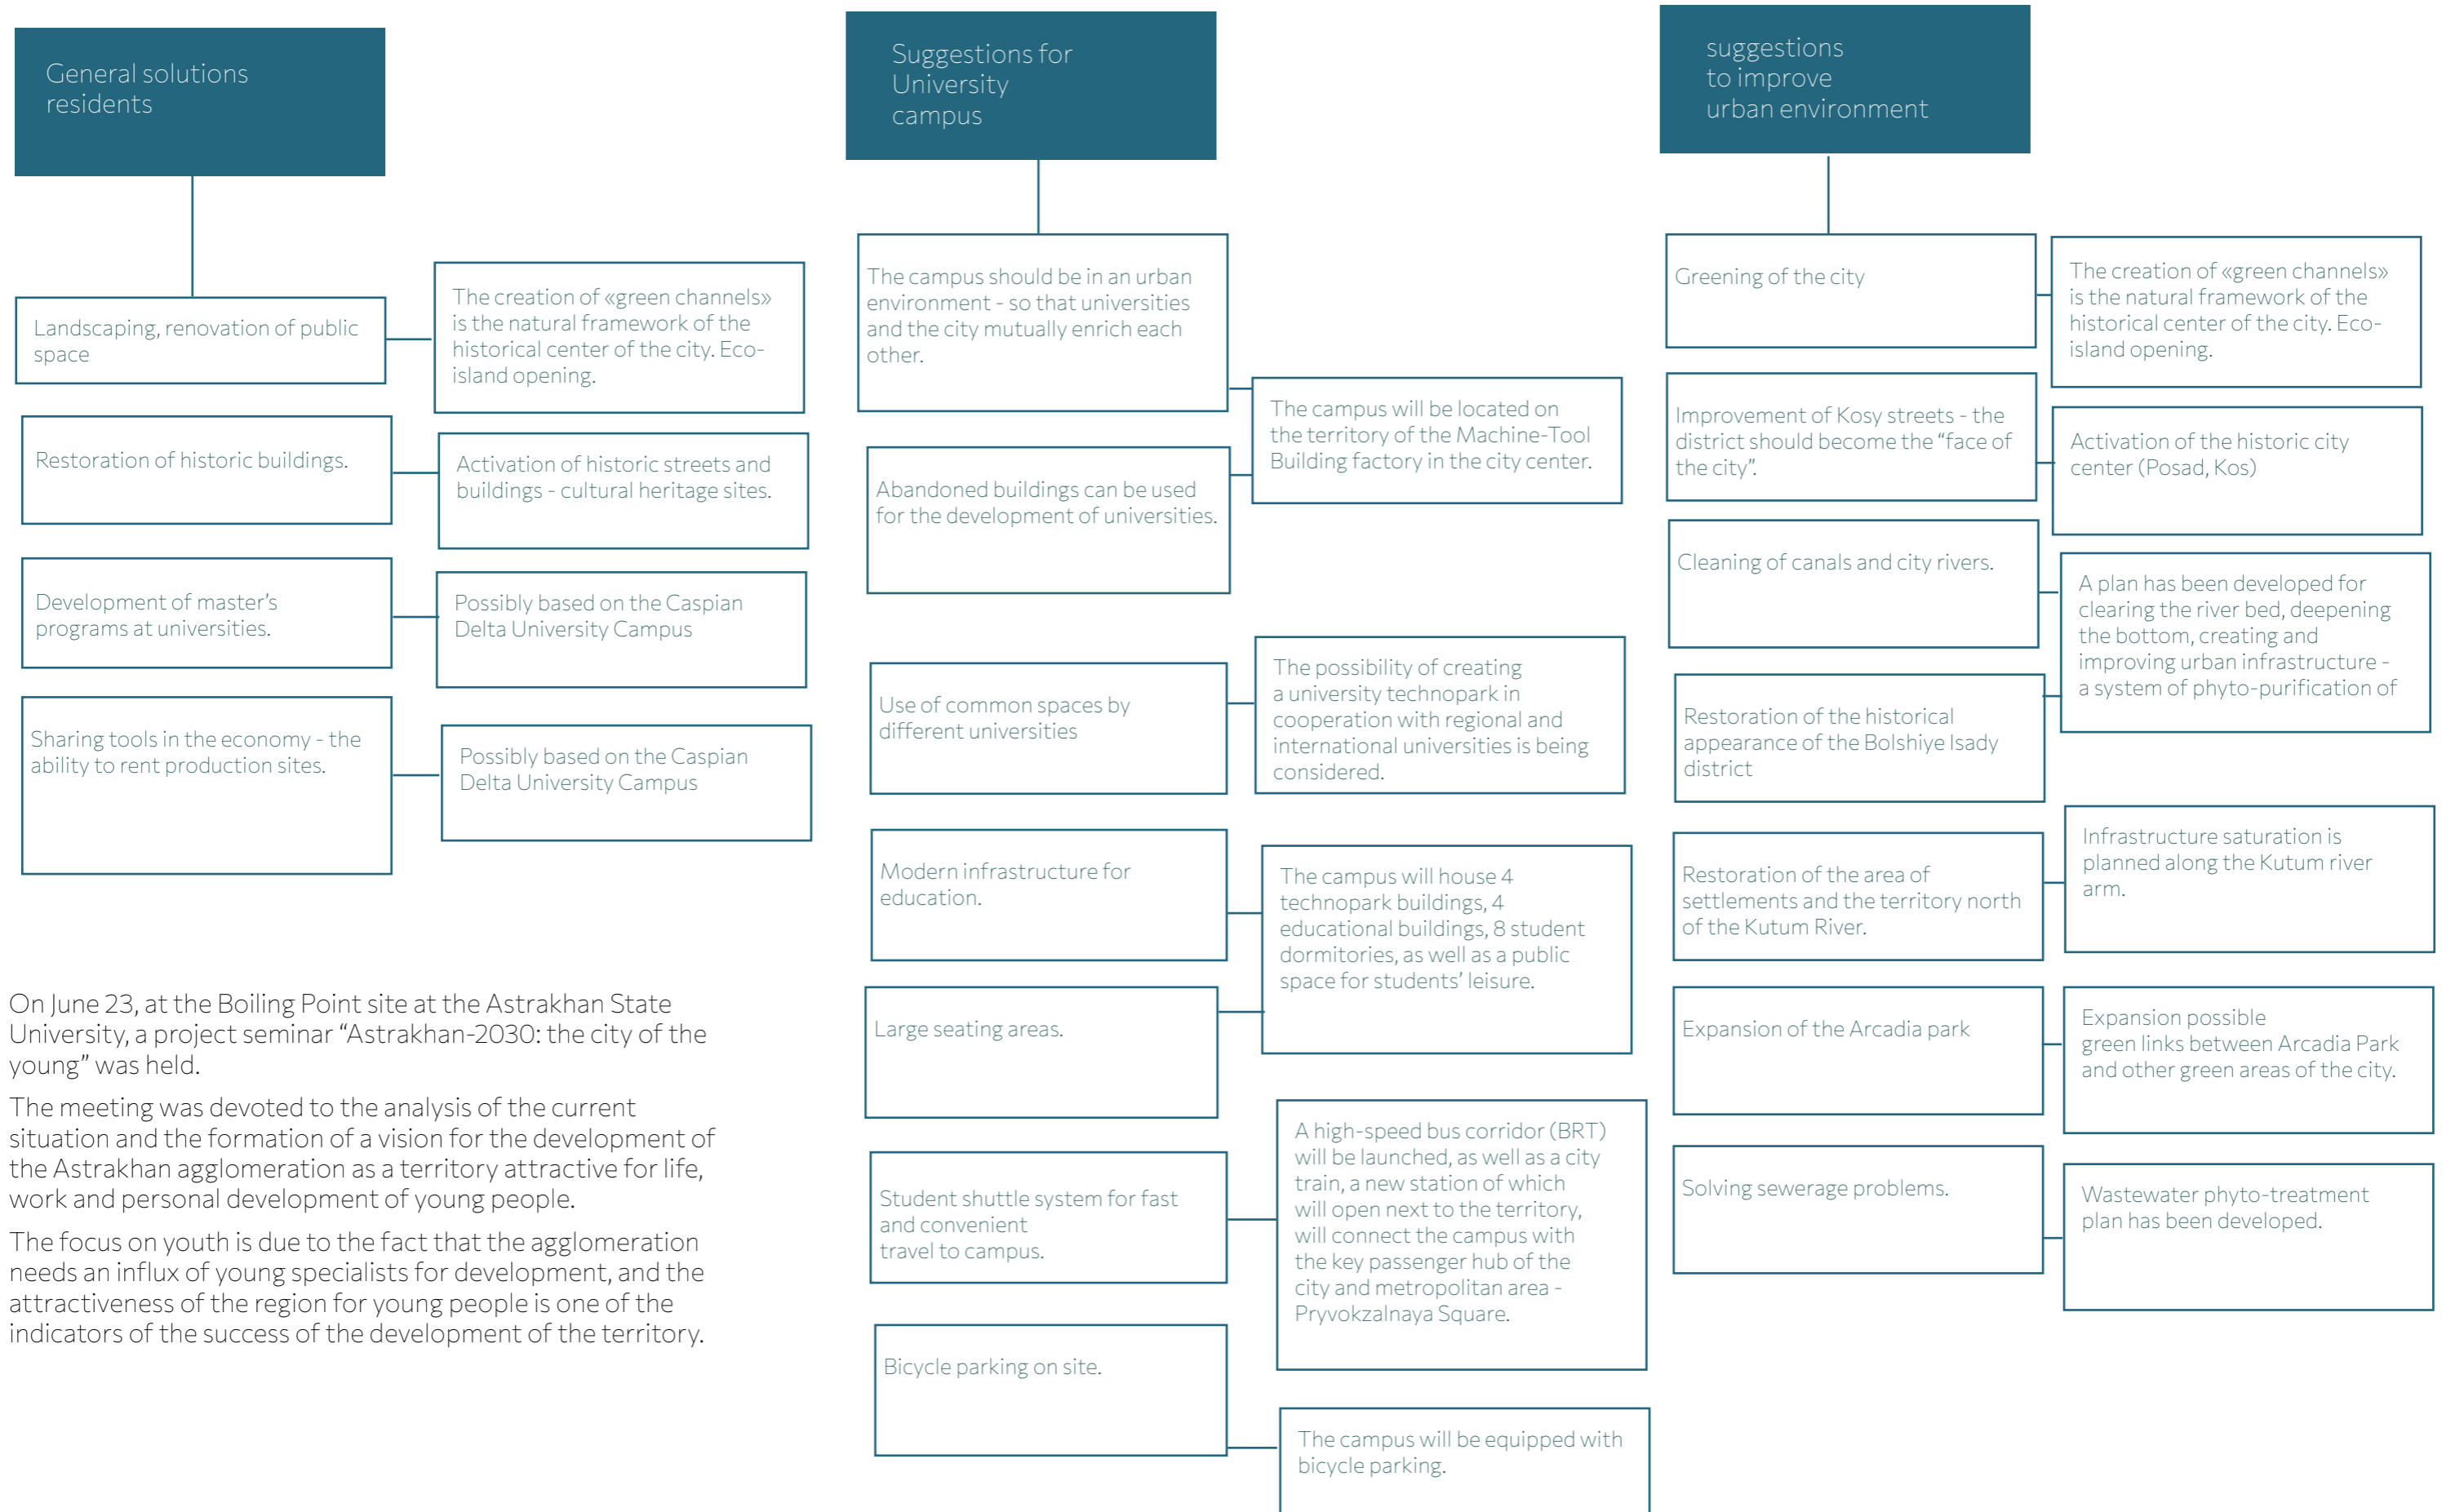 General solutions
residents
Landscaping, renovation of public
space
The creation of «green channels»
is the natural framework of the
historical center of the city. Eco-
island opening.
Restoration of historic buildings.
Activation of historic streets and
buildings - cultural heritage sites.
Development of master's
programs at universities.
Possibly based on the Caspian
Delta University Campus
Sharing tools in the economy - the
ability to rent production sites.
Possibly based on the Caspian
Delta University Campus
On June 23, at the Boiling Point site at the Astrakhan State
University, a project seminar “Astrakhan-2030: the city of the
young” was held.
The meeting was devoted to the analysis of the current
situation and the formation of a vision for the development of
the Astrakhan agglomeration as a territory attractive for life,
work and personal development of young people.
The focus on youth is due to the fact that the agglomeration
needs an influx of young specialists for development, and the
attractiveness of the region for young people is one of the
indicators of the success of the development of the territory.
Suggestions for
University
campus
The campus should be in an urban
environment - so that universities
and the city mutually enrich each
other.
Abandoned buildings can be used
for the development of universities.
The campus will be located on
the territory of the Machine-Tool
Building factory in the city center.
Use of common spaces by
different universities
The possibility of creating
a university technopark in
cooperation with regional and
international universities is being
considered.
Modern infrastructure for
education.
Large seating areas.
The campus will house 4
technopark buildings, 4
educational buildings, 8 student
dormitories, as well as a public
space for students’ leisure.
Student shuttle system for fast
and convenient
travel to campus.
A high-speed bus corridor (BRT)
will be launched, as well as a city
train, a new station of which
will open next to the territory,
will connect the campus with
the key passenger hub of the
city and metropolitan area -
Pryvokzalnaya Square.
Bicycle parking on site.
The campus will be equipped with
bicycle parking.
suggestions
to improve
urban environment
Greening of the city
The creation of «green channels»
is the natural framework of the
historical center of the city. Eco-
island opening.
Improvement of Kosy streets - the
district should become the “face of
the city”.
Activation of the historic city
center (Posad, Kos)
Cleaning of canals and city rivers.
Restoration of the historical
appearance of the Bolshiye Isady
district
A plan has been developed for
clearing the river bed, deepening
the bottom, creating and
improving urban infrastructure -
a system of phyto-purification of
Restoration of the area of
settlements and the territory north
of the Kutum River.
Infrastructure saturation is
planned along the Kutum river
arm.
Expansion of the Arcadia park
Expansion possible
green links between Arcadia Park
and other green areas of the city.
Solving sewerage problems.
Wastewater phyto-treatment
plan has been developed.